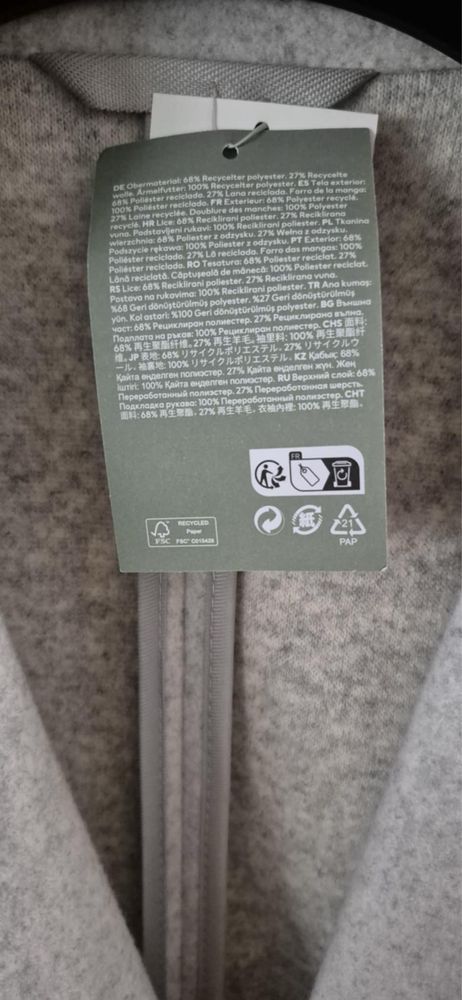 DE Obermaterial: 68% Recycelter polyester. 27% Recycelte
wolle. Ärmelfutter: 100% Recycelter polyester. ES Tela exterior:
68% Poliéster reciclado. 27% Lana reciclada. Forro de la manga:
100% Poliéster reciclado. FR Exterieur: 68% Polyester recyclé.
27% Laine recyclée. Doublure des manches: 100% Polyester
recyclé. HR Lice: 68% Reciklirani poliester. 27% Reciklirana
vuna. Podstavljeni rukavi: 100% Reciklirani poliester. PL Tkanina
wierzchnia: 68% Poliester z odzysku. 27% Wełna z odzysku.
Podszycie rękawa: 100% Poliester z odzysku. PT Exterior: 68%
Poliéster reciclado. 27% Lã reciclada. Forro das mangas: 100%
Poliéster reciclado. RO Tesatura: 68% Poliester reciclat. 27%
Lână reciclată. Căptuşeală de mânecă: 100% Poliester reciclat.
RS Lice: 68% Reciklirani poliester. 27% Reciklirana vuna.
Postava na rukavima: 100% Reciklirani poliester. TR Ana kumaş:
%68 Geri dönüştürülmüş polyester. %27 Geri dönüştürülmüş
yün. Kol astarı: %100 Geri dönüştürülmüş polyester. BG Външна
част: 68% Рециклиран полиестер. 27% Рециклирана вълна.
Подплата на ръкав: 100% Рециклиран полиестер. CHS 面料:
68% 再生聚酯纤维, 27% 再生羊毛. 袖里料: 100% 再生聚酯纤
维. JP 表地: 68% リサイクルポリエステル. 27% リサイクルウ
ール. 袖裏地: 100% リサイクルポリエステル. KZ Қабық: 68%
Қайта өңделген полиэстер. 27% Қайта өңделген жүн. Жең
іштігі: 100% Қайта өңделген полиэстер. RU Верхний слой: 68%
Переработанный полиэстер. 27% Переработанная шерсть.
Подкладка рукава: 100% Переработанный полиэстер. CHT
面料: 68% 再生聚酯, 27% 再生羊毛. 衣袖內裡: 100% 再生聚酯.
FR
FSC
RECYCLED
Paper
FSC® C015428
紙
21
PAP